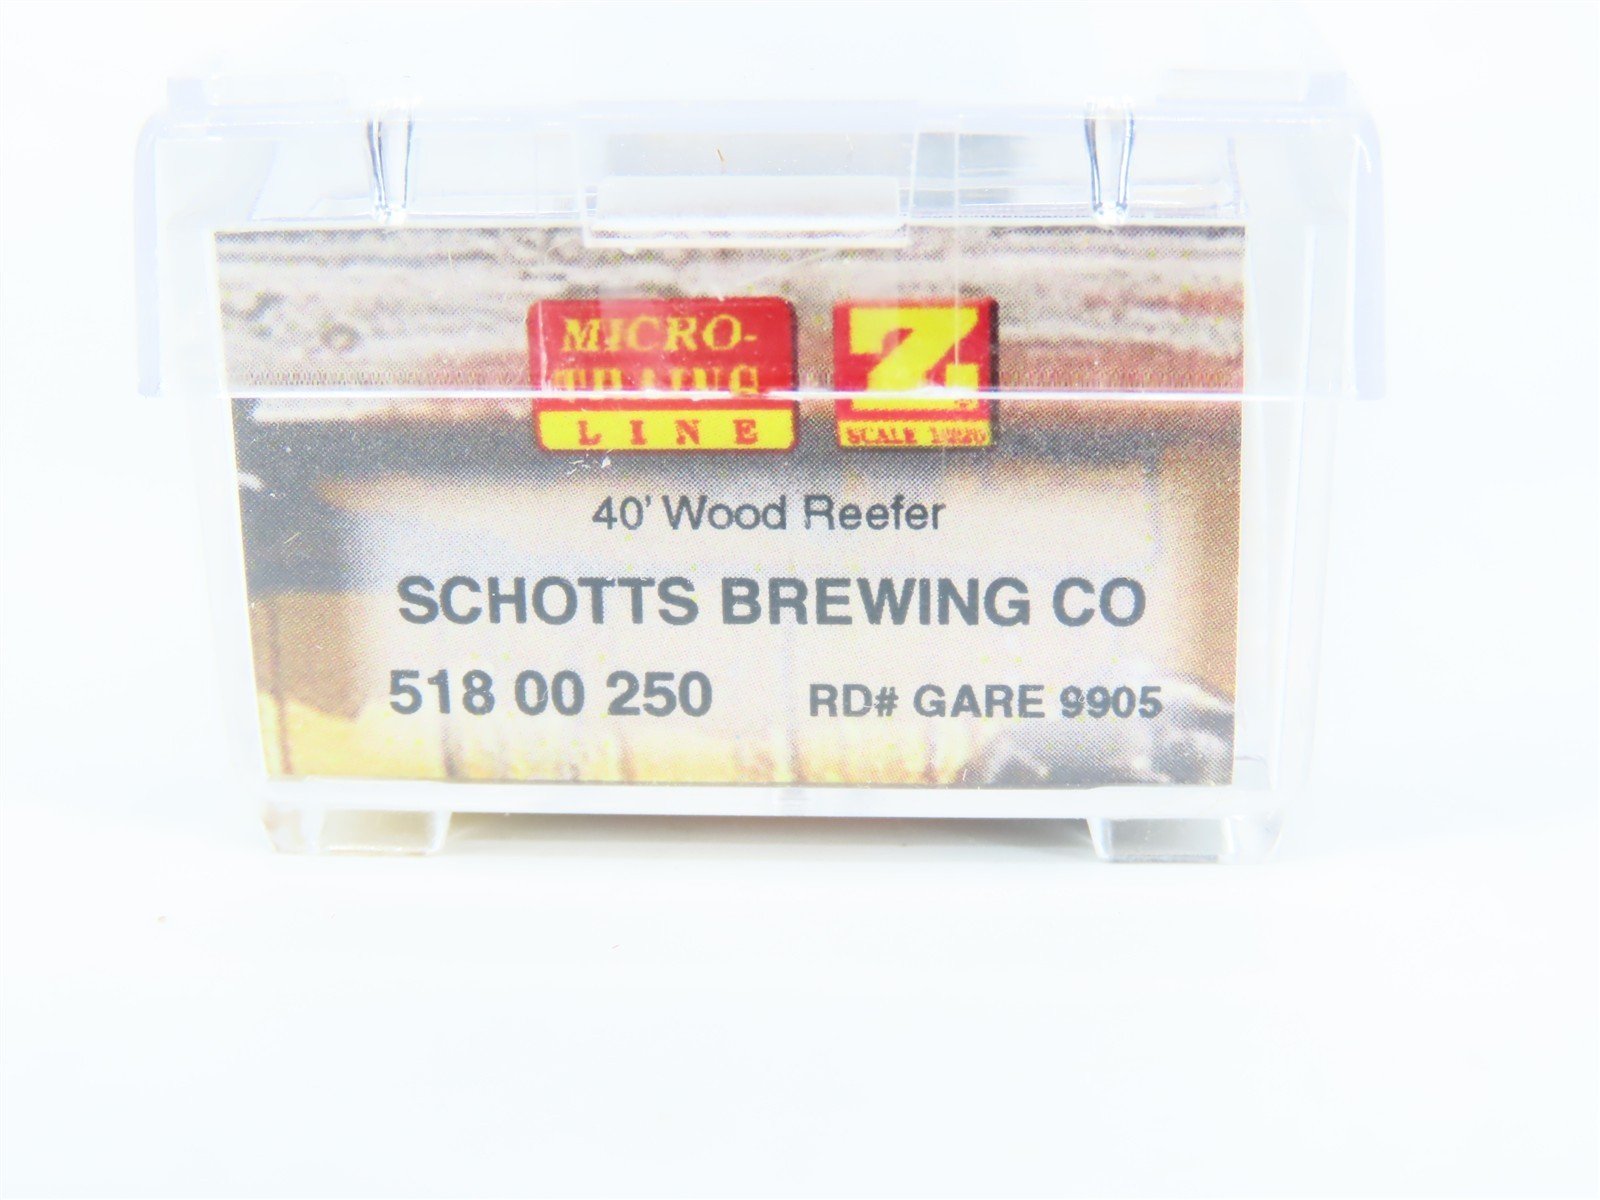 MICRO-
TRAINS
LINE
Z
SCALE 1:220
40' Wood Reefer
SCHOTTS BREWING CO
518 00 250 RD# GARE 9905